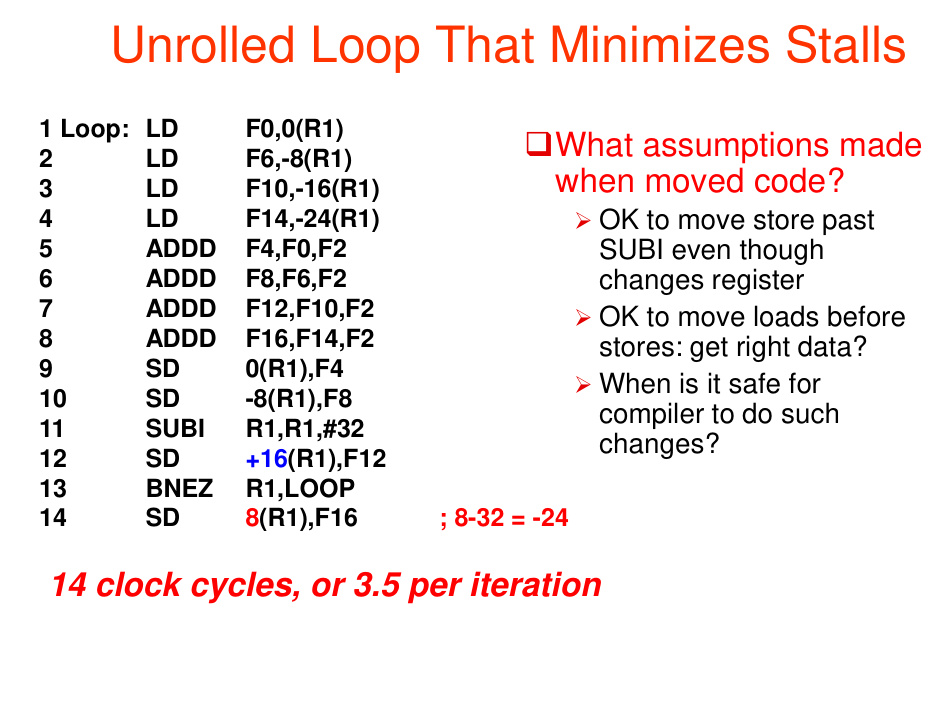 Unrolled Loop That Minimizes Stalls
1 Loop: LD F0,0(R1)
2 LD F6,-8(R1)
3 LD F10,-16(R1)
4 LD F14,-24(R1)
5 ADDD F4,F0,F2
6 ADDD F8,F6,F2
7 ADDD F12,F10,F2
8 ADDD F16,F14,F2
9 SD 0(R1),F4
10 SD -8(R1),F8
11 SUBI R1,R1,#32
12 SD +16(R1),F12
13 BNEZ R1,LOOP
14 SD 8(R1),F16 ; 8-32 = -24
❑What assumptions made
when moved code?
➢ OK to move store past
SUBI even though
changes register
➢ OK to move loads before
stores: get right data?
➢ When is it safe for
compiler to do such
changes?
14 clock cycles, or 3.5 per iteration